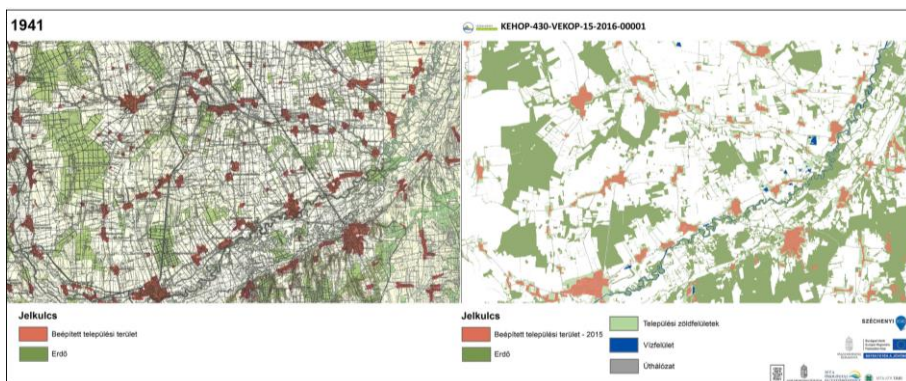 1941
KEHOP-430-VEKOP-15-2016-00001
Jelkulcs
Beépített települési terület
Erdő
Jelkulcs
Beépített települési terület - 2015
Erdő
Települési zöldfelületek
Vízfelület
Úthálózat
SZÉCHENYI